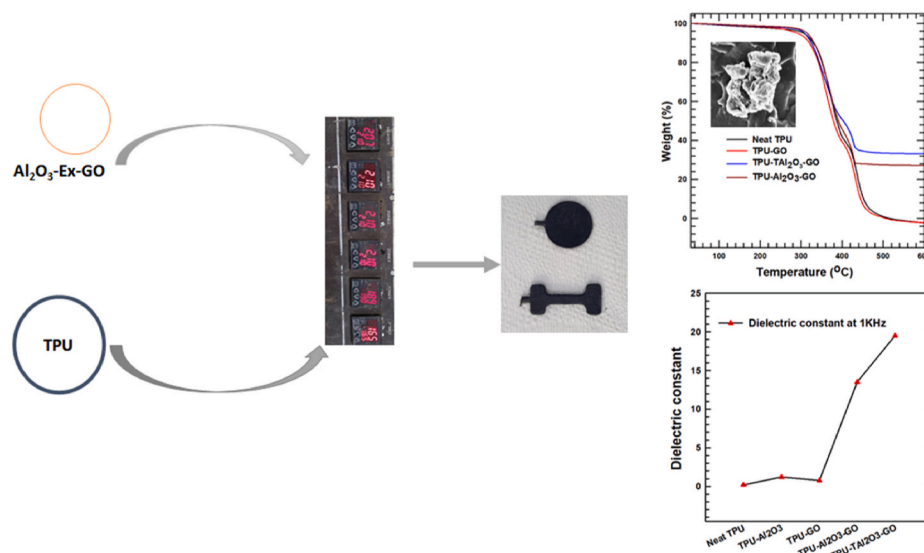 Al₂O₃-Ex-GO
TPU
100
80
60
40
20
0
Weight (%)
Neat TPU
TPU-GO
TPU-TAl₂O₃-GO
TPU-Al₂O₃-GO
100
200
300
400
500
600
Temperature (⁰C)
25
20
15
10
5
0
Dielectric constant
Dielectric constant at 1KHz
Neat TPU
TPU-Al2O3
TPU-GO
TPU-Al2O3-GO
TPU-TAl2O3-GO